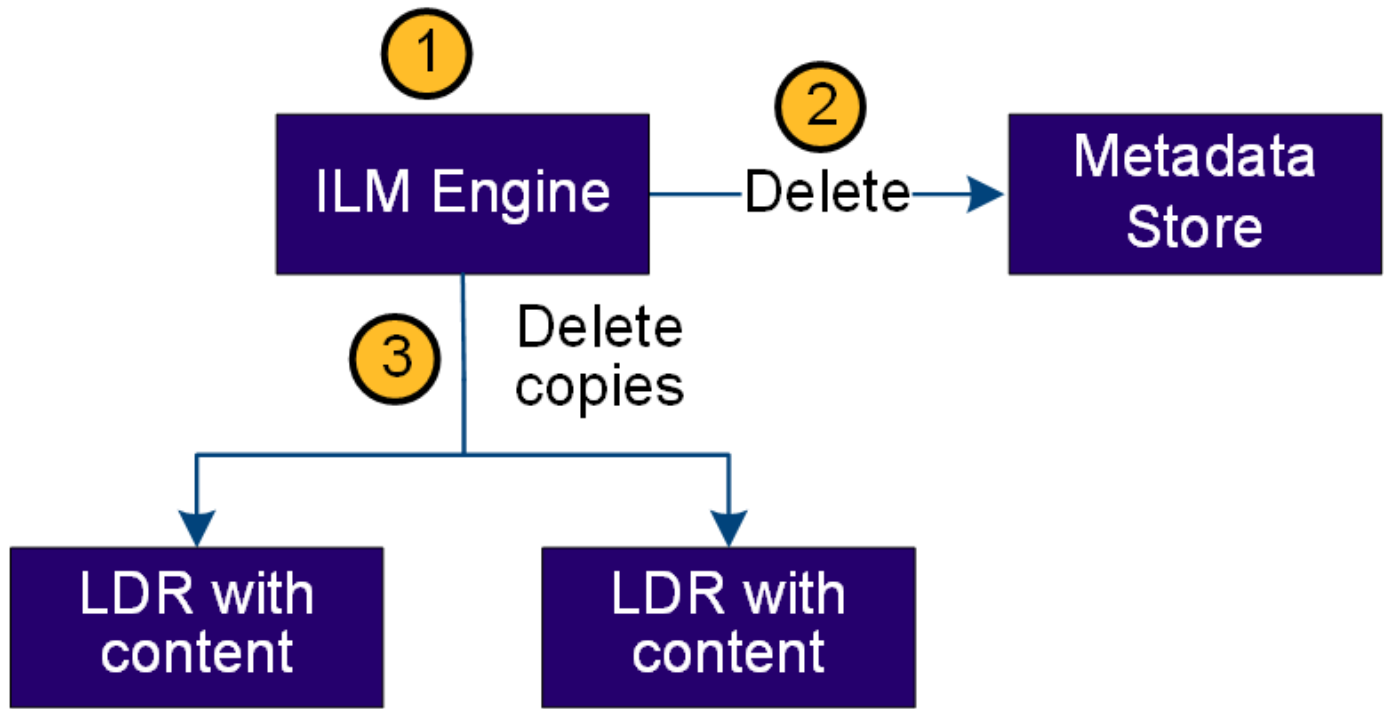 1
2
ILM Engine
Delete
Metadata
Store
3
Delete
copies
LDR with
content
LDR with
content